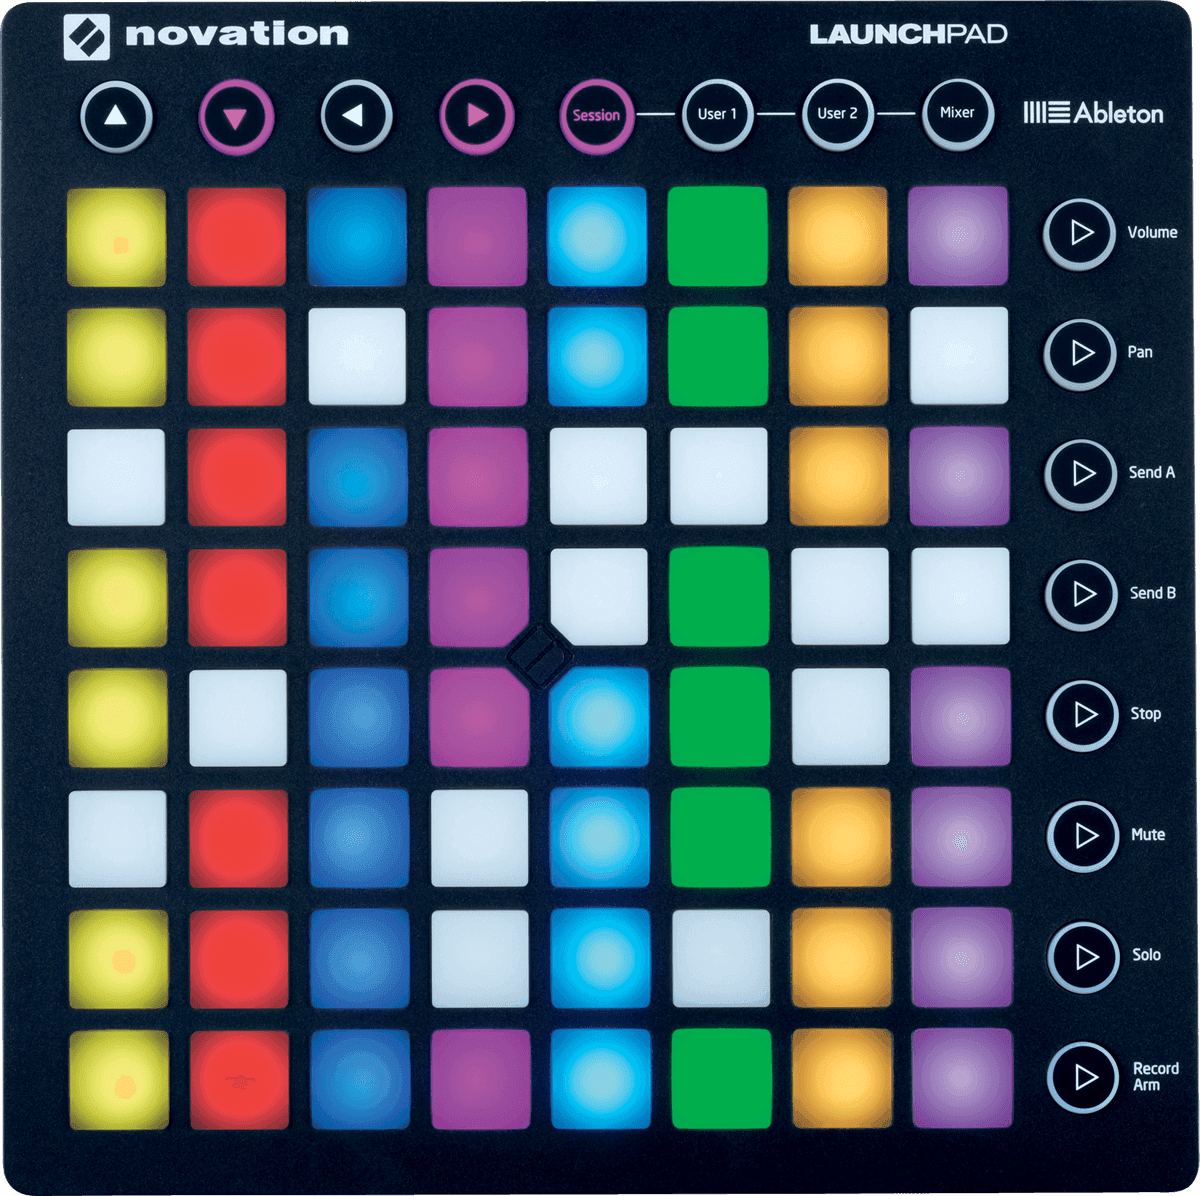 novation
LAUNCHPAD
Session
User 1
User 2
Mixer
Ableton
Volume
Pan
Send A
Send B
Stop
Mute
Solo
Record
Arm